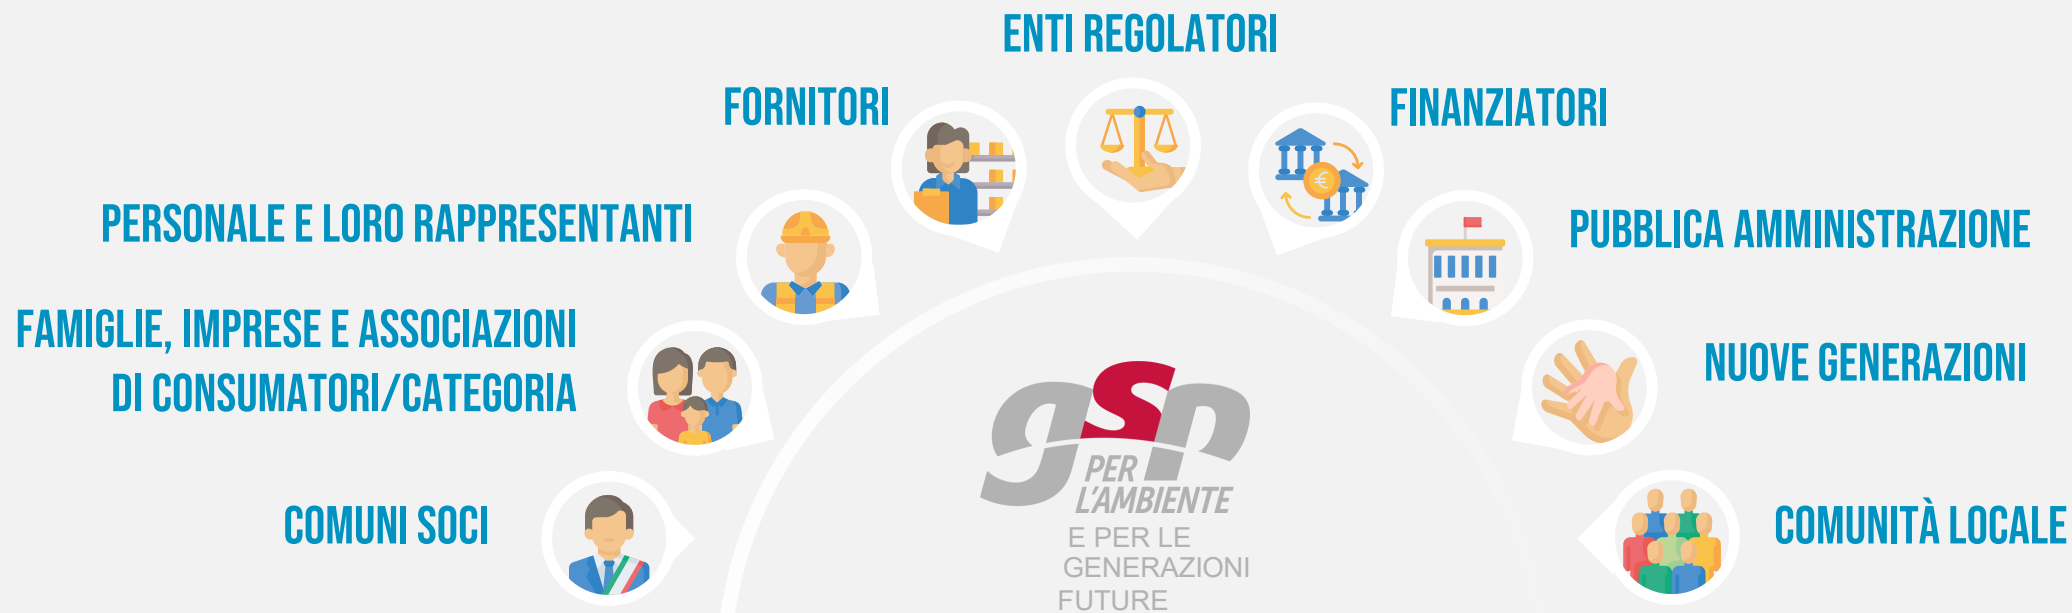 ENTI REGOLATORI
FORNITORI
FINANZIATORI
PERSONALE E LORO RAPPRESENTANTI
PUBBLICA AMMINISTRAZIONE
FAMIGLIE, IMPRESE E ASSOCIAZIONI
DI CONSUMATORI/CATEGORIA
NUOVE GENERAZIONI
COMUNI SOCI
COMUNITÀ LOCALE
gsp
PER
L'AMBIENTE
E PER LE
GENERAZIONI
FUTURE
€